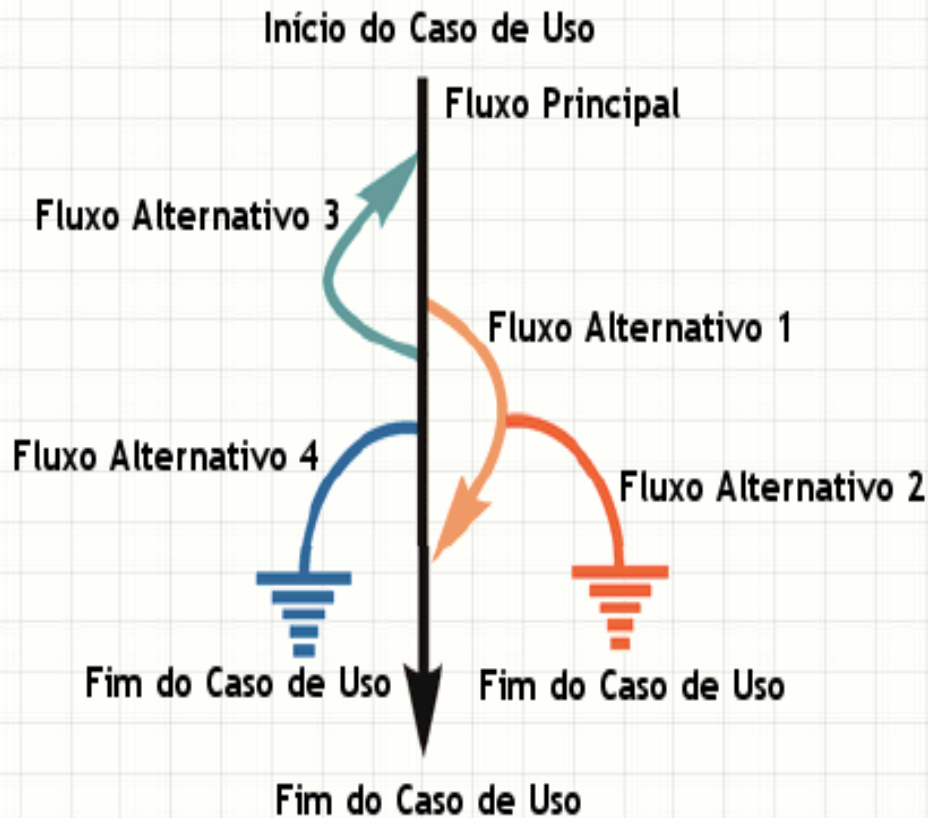 Início do Caso de Uso
Fluxo Principal
Fluxo Alternativo 3
Fluxo Alternativo 1
Fluxo Alternativo 4
Fluxo Alternativo 2
Fim do Caso de Uso
Fim do Caso de Uso
Fim do Caso de Uso